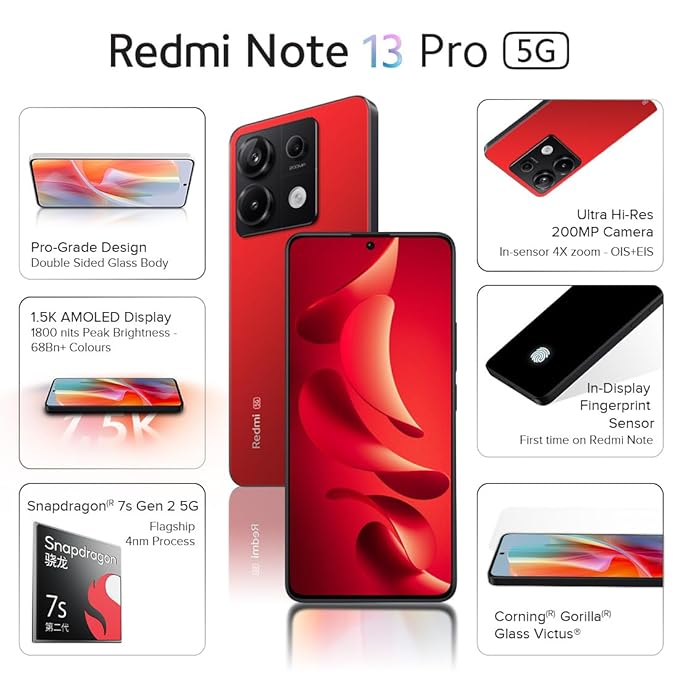 Redmi Note 13 Pro 5G
Pro-Grade Design
Double Sided Glass Body
1.5K AMOLED Display
1800 nits Peak Brightness -
68Bn+ Colours
1.5K
Snapdragon(R) 7s Gen 2 5G
Flagship
4nm Process
Snapdragon
骁龙
7s
第二代
200MP
Redmi 5G
Redmi
Ultra Hi-Res
200MP Camera
In-sensor 4X zoom - OIS+EIS
In-Display
Fingerprint
Sensor
First time on Redmi Note
Corning(R) Gorilla(R)
Glass Victus®